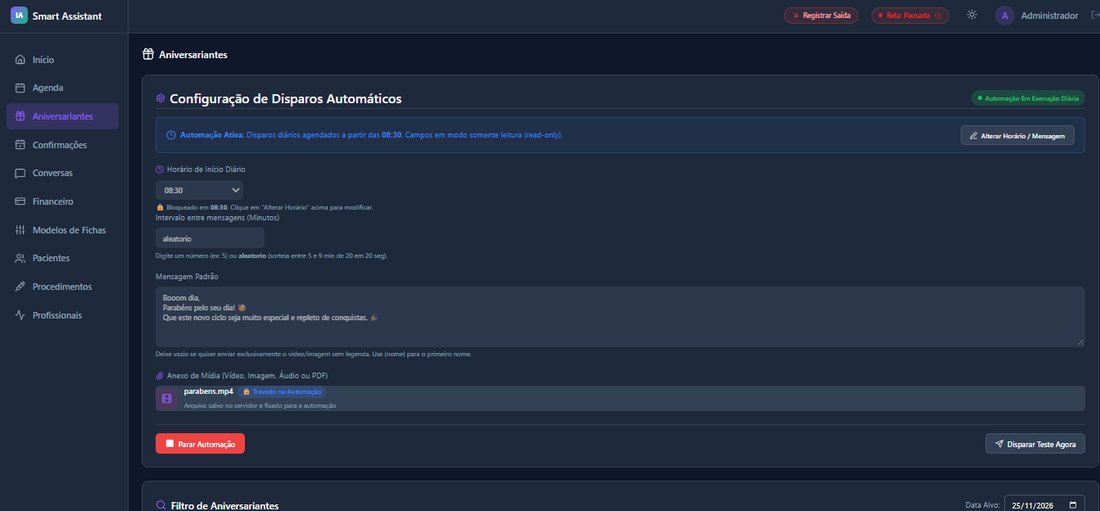 IA Smart Assistant
Registrar Saída
Bela: Pausada
A Administrador
Início
Agenda
Aniversariantes
Confirmações
Conversas
Financeiro
Modelos de Fichas
Pacientes
Procedimentos
Profissionais
Aniversariantes
Configuração de Disparos Automáticos
Automação Em Execução Diária
Automação Ativa: Disparos diários agendados a partir das 08:30. Campos em modo somente leitura (read-only).
Alterar Horário / Mensagem
Horário de Início Diário
08:30
Bloqueado em 08:30. Clique em "Alterar Horário" acima para modificar.
Intervalo entre mensagens (Minutos)
aleatorio
Digite um número (ex: 5) ou aleatorio (sorteia entre 5 e 9 min de 20 em 20 seg).
Mensagem Padrão
Booom dia,
Parabéns pelo seu dia!
Que este novo ciclo seja muito especial e repleto de conquistas.
Deixe vazio se quiser enviar exclusivamente o vídeo/imagem sem legenda. Use {nome} para o primeiro nome.
Anexo de Mídia (Vídeo, Imagem, Áudio ou PDF)
parabens.mp4
Travado na Automação
Arquivo salvo no servidor e fixado para a automação
Parar Automação
Disparar Teste Agora
Filtro de Aniversariantes
Data Alvo: 25/11/2026